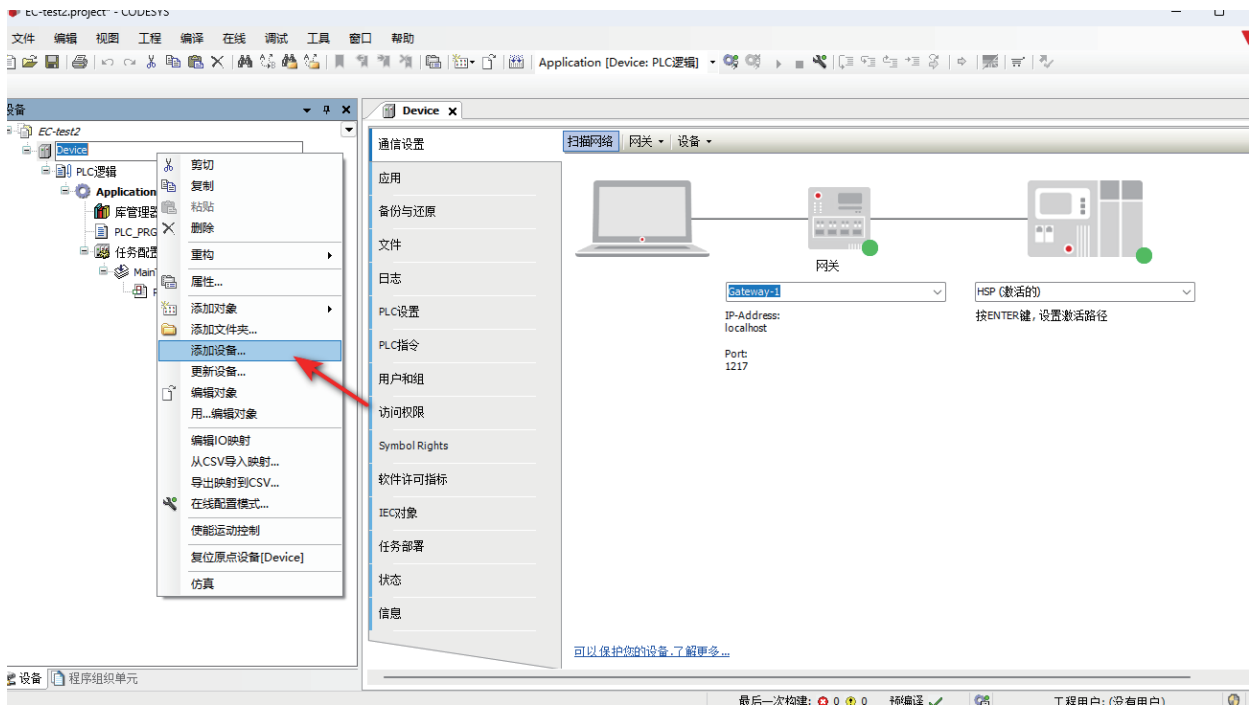 EC-test2.project* - CODESYS
文件 编辑 视图 工程 编译 在线 调试 工具 窗口 帮助
Application [Device: PLC逻辑]
设备
EC-test2
Device
PLC逻辑
Application
库管理器
PLC_PRG
任务配置
剪切
复制
粘贴
删除
重构
属性...
添加对象
添加文件夹...
添加设备...
更新设备...
编辑对象
用...编辑对象
编辑IO映射
从CSV导入映射...
导出映射到CSV...
在线配置模式...
使能运动控制
复位原点设备[Device]
仿真
设备 程序组织单元
Device
通信设置
应用
备份与还原
文件
日志
PLC设置
PLC指令
用户和组
访问权限
Symbol Rights
软件许可指标
IEC对象
任务部署
状态
信息
扫描网络 网关 设备
网关
Gateway-1
IP-Address:
localhost
Port:
1217
HSP (激活的)
按ENTER键, 设置激活路径
可以保护您的设备.了解更多...
最后一次构建: 0 0 预编译 工程用户: (没有用户)